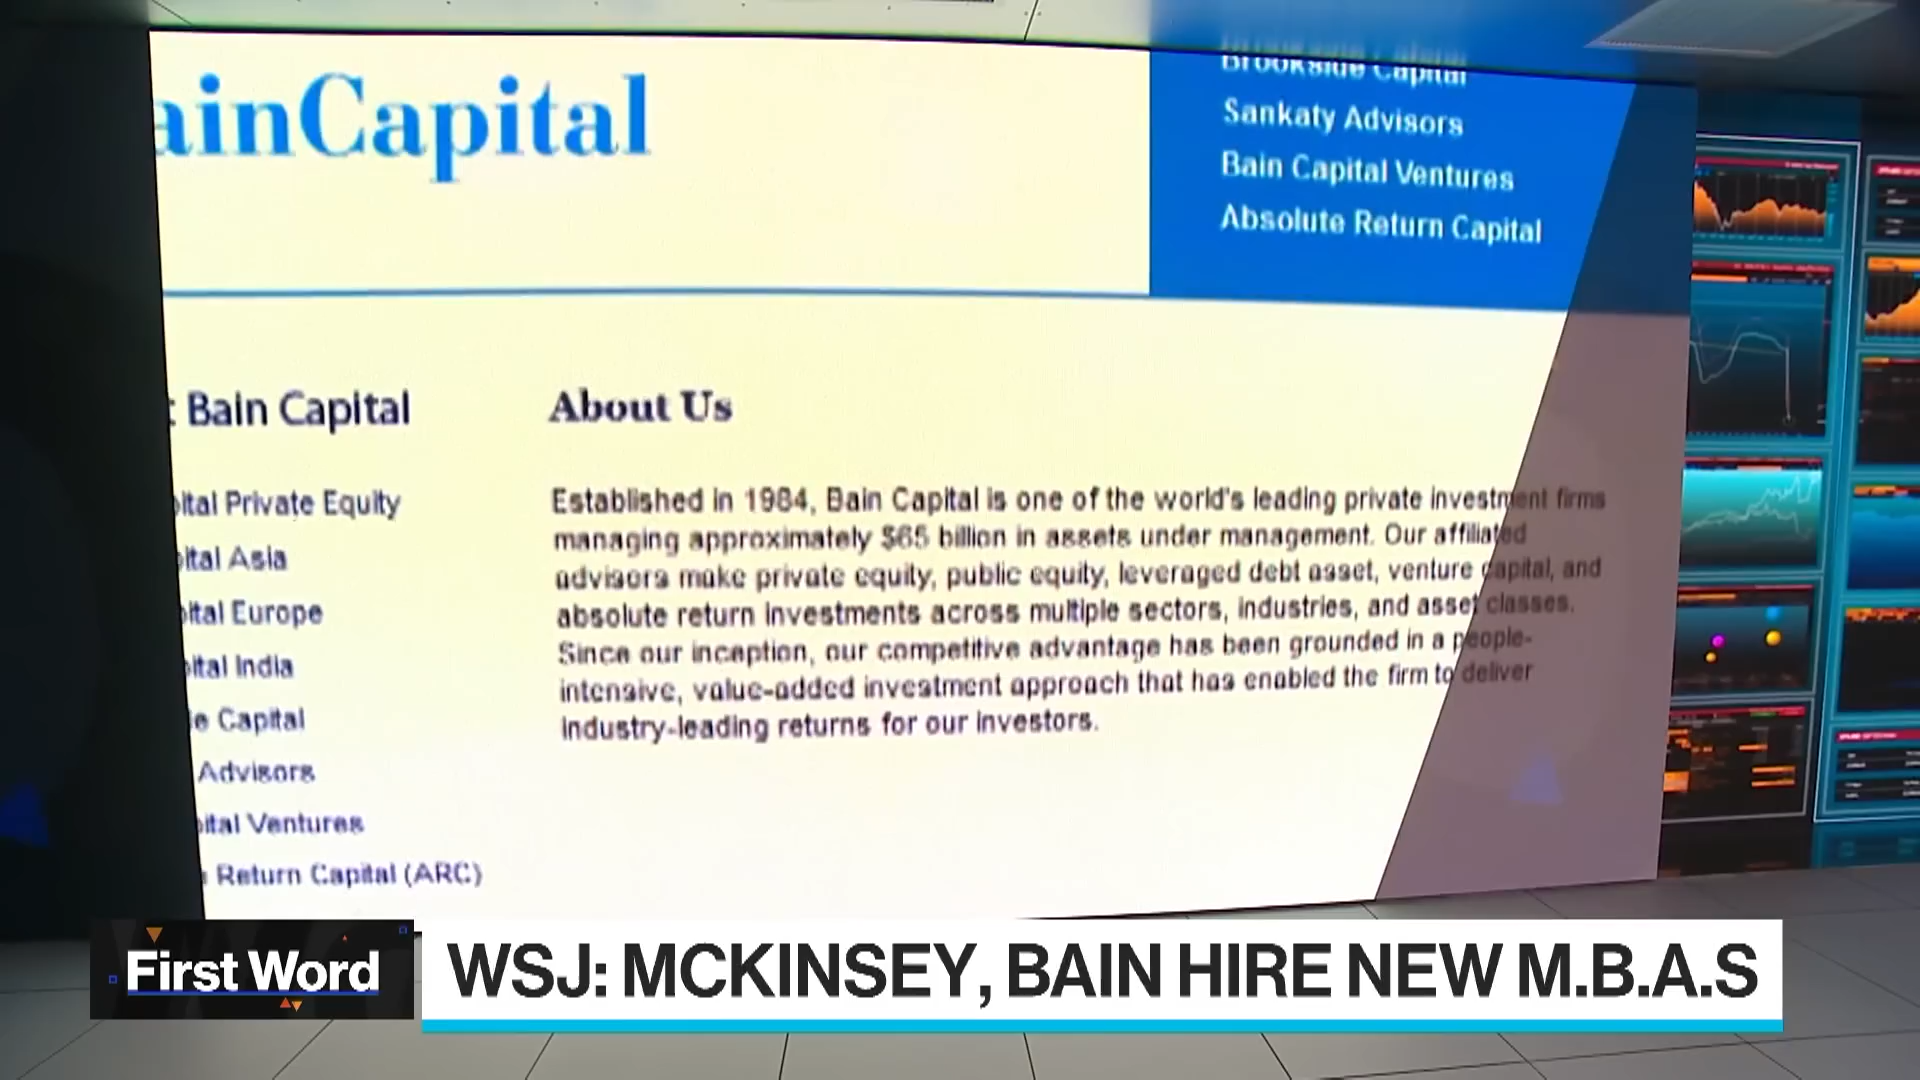 ainCapital
Brookside Capital
Sankaty Advisors
Bain Capital Ventures
Absolute Return Capital
: Bain Capital
ital Private Equity
ital Asia
ital Europe
ital India
e Capital
Advisors
ital Ventures
Return Capital (ARC)
About Us
Established in 1984, Bain Capital is one of the world's leading private investment firms
managing approximately $65 billion in assets under management. Our affiliated
advisors make private equity, public equity, leveraged debt asset, venture capital, and
absolute return investments across multiple sectors, industries, and asset classes.
Since our inception, our competitive advantage has been grounded in a people-
intensive, value-added investment approach that has enabled the firm to deliver
industry-leading returns for our investors.
First Word
WSJ: MCKINSEY, BAIN HIRE NEW M.B.A.S